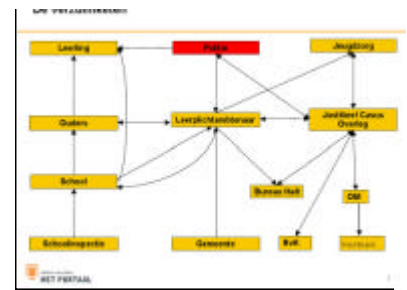 De verzuimketen
Leerling
Politie
Jeugdzorg
Ouders
Leerplichtambtenaar
Justitieel Casus
Overleg
School
Bureau Halt
OM
Schoolinspectie
Gemeente
RvK
HET PORTAAL